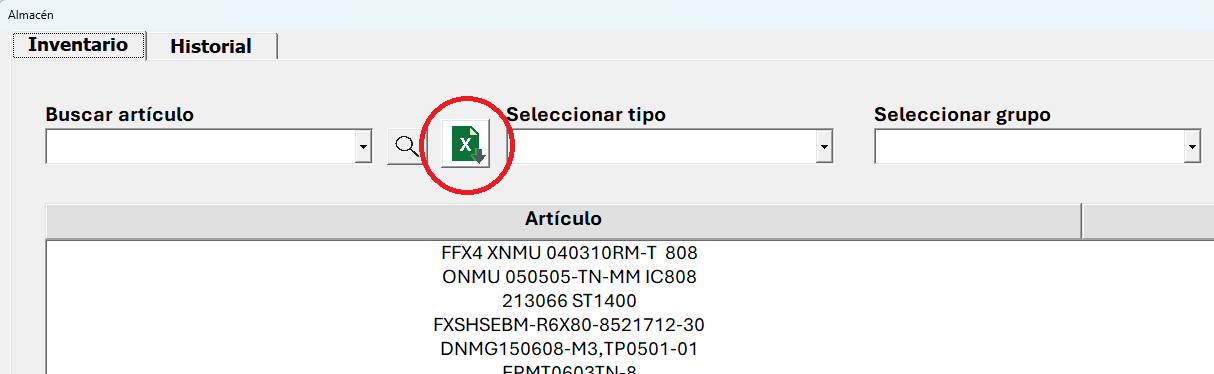 Almacén
Inventario Historial
Buscar artículo Seleccionar tipo Seleccionar grupo
X
Artículo
FFX4 XNMU 040310RM-T  808
ONMU 050505-TN-MM IC808
213066 ST1400
FXSHSEBM-R6X80-8521712-30
DNMG150608-M3,TP0501-01